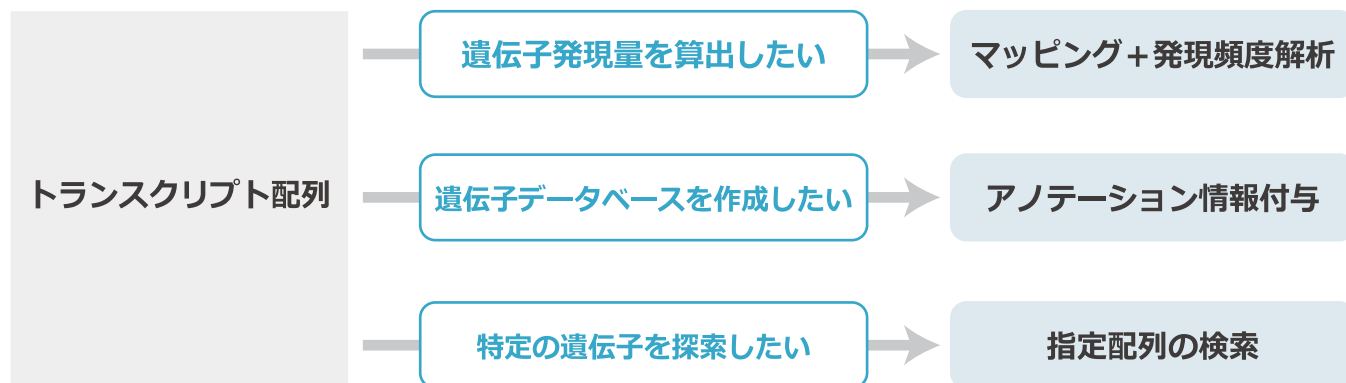 トランスクリプト配列
遺伝子発現量を算出したい
マッピング＋発現頻度解析
遺伝子データベースを作成したい
アノテーション情報付与
特定の遺伝子を探索したい
指定配列の検索